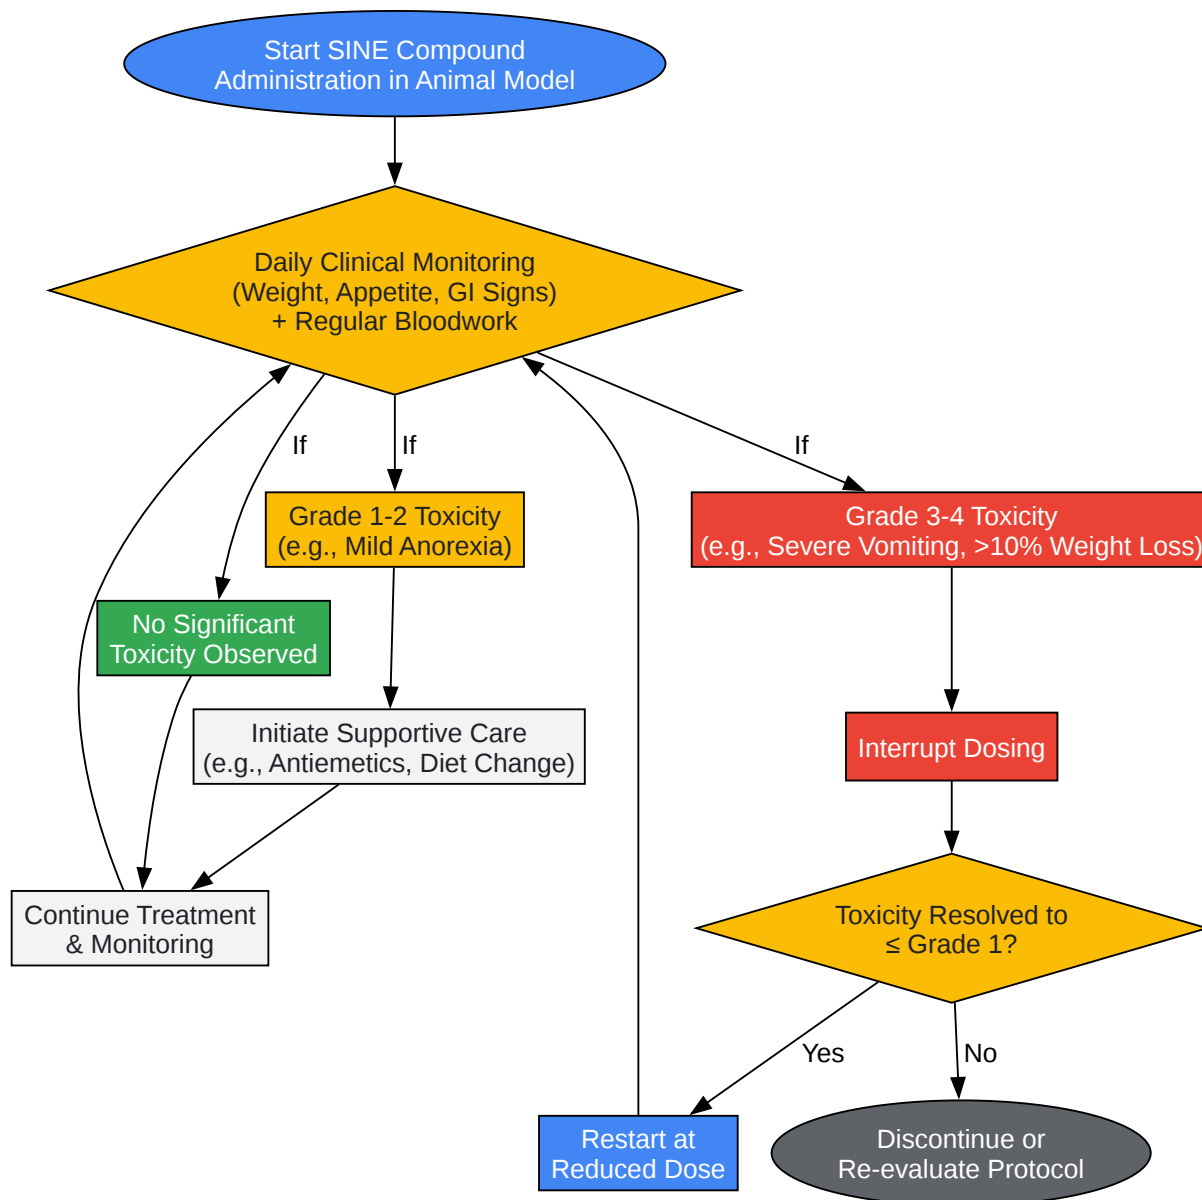 Start SINE Compound
Administration in Animal Model
Daily Clinical Monitoring
(Weight, Appetite, GI Signs)
+ Regular Bloodwork
If
If
If
Grade 1-2 Toxicity
(e.g., Mild Anorexia)
Grade 3-4 Toxicity
(e.g., Severe Vomiting, >10% Weight Loss)
No Significant
Toxicity Observed
Initiate Supportive Care
(e.g., Antiemetics, Diet Change)
Interrupt Dosing
Continue Treatment
& Monitoring
Toxicity Resolved to
≤ Grade 1?
Yes
No
Restart at
Reduced Dose
Discontinue or
Re-evaluate Protocol